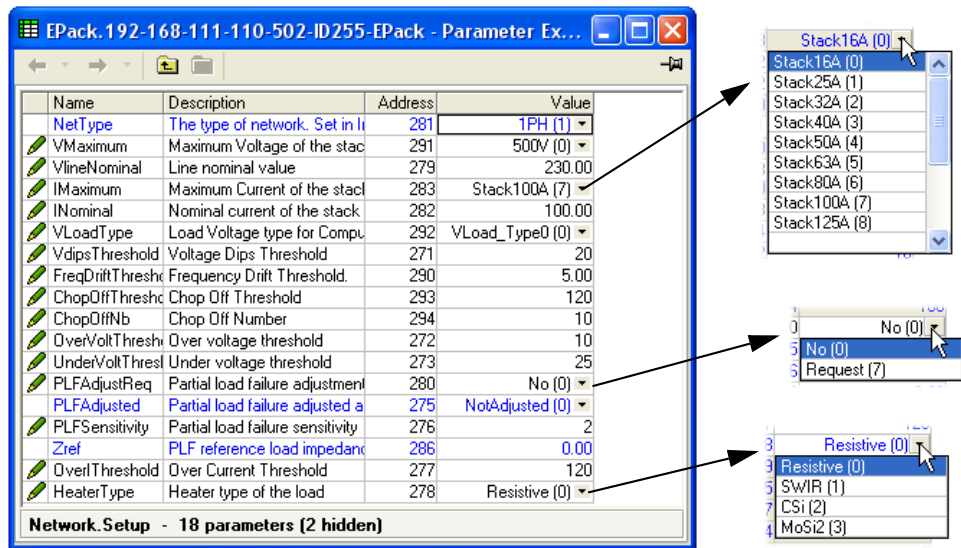 EPack.192-168-111-110-502-ID255-EPack - Parameter Ex...
Name Description Address Value
NetType The type of network. Set in 281 1PH (1)
VMaximum Maximum Voltage of the stac 291 500V (0)
VlineNominal Line nominal value 279 230.00
IMaximum Maximum Current of the stac 283 Stack100A (7)
INominal Nominal current of the stack 282 100.00
VLoadType Load Voltage type for Compu 292 VLoad_Type0 (0)
VdipsThreshold Voltage Dips Threshold 271 20
FreqDriftThresh Frequency Drift Threshold. 290 5.00
ChopOffThresh Chop Off Threshold 293 120
ChopOffNb Chop Off Number 294 10
OverVoltThresh Over voltage threshold 272 10
UnderVoltThres Under voltage threshold 273 25
PLFAdjustReq Partial load failure adjustment 280 No (0)
PLFAdjusted Partial load failure adjusted a 275 NotAdjusted (0)
PLFSensitivity Partial load failure sensitivity 276 2
Zref PLF reference load impedan 286 0.00
OverIThreshold Over Current Threshold 277 120
HeaterType Heater type of the load 278 Resistive (0)
Network.Setup - 18 parameters (2 hidden)
Stack16A (0)
Stack16A (0)
Stack25A (1)
Stack32A (2)
Stack40A (3)
Stack50A (4)
Stack63A (5)
Stack80A (6)
Stack100A (7)
Stack125A (8)
No (0)
No (0)
Request (7)
Resistive (0)
Resistive (0)
SWIR (1)
CSi (2)
MoSi2 (3)